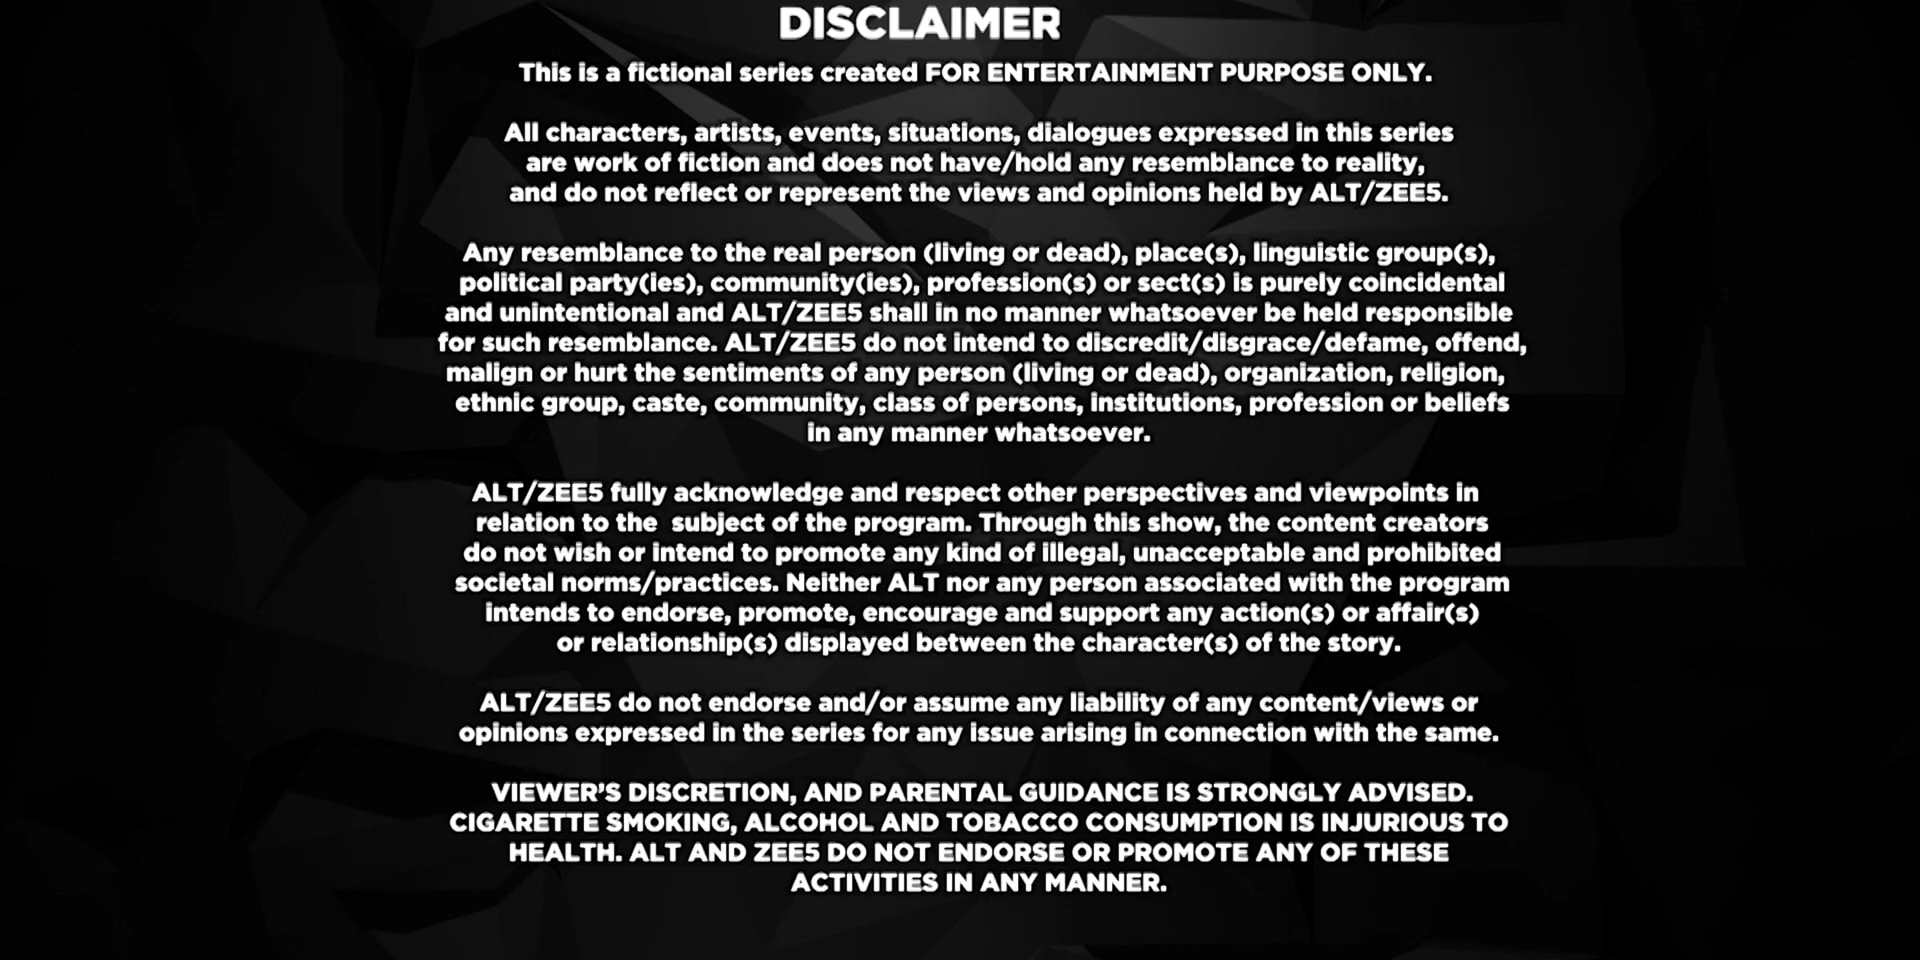 DISCLAIMER
This is a fictional series created FOR ENTERTAINMENT PURPOSE ONLY.
All characters, artists, events, situations, dialogues expressed in this series
are work of fiction and does not have/hold any resemblance to reality,
and do not reflect or represent the views and opinions held by ALT/ZEE5.
Any resemblance to the real person (living or dead), place(s), linguistic group(s),
political party(ies), community(ies), profession(s) or sect(s) is purely coincidental
and unintentional and ALT/ZEE5 shall in no manner whatsoever be held responsible
for such resemblance. ALT/ZEE5 do not intend to discredit/disgrace/defame, offend,
malign or hurt the sentiments of any person (living or dead), organization, religion,
ethnic group, caste, community, class of persons, institutions, profession or beliefs
in any manner whatsoever.
ALT/ZEE5 fully acknowledge and respect other perspectives and viewpoints in
relation to the  subject of the program. Through this show, the content creators
do not wish or intend to promote any kind of illegal, unacceptable and prohibited
societal norms/practices. Neither ALT nor any person associated with the program
intends to endorse, promote, encourage and support any action(s) or affair(s)
or relationship(s) displayed between the character(s) of the story.
ALT/ZEE5 do not endorse and/or assume any liability of any content/views or
opinions expressed in the series for any issue arising in connection with the same.
VIEWER'S DISCRETION, AND PARENTAL GUIDANCE IS STRONGLY ADVISED.
CIGARETTE SMOKING, ALCOHOL AND TOBACCO CONSUMPTION IS INJURIOUS TO
HEALTH. ALT AND ZEE5 DO NOT ENDORSE OR PROMOTE ANY OF THESE
ACTIVITIES IN ANY MANNER.